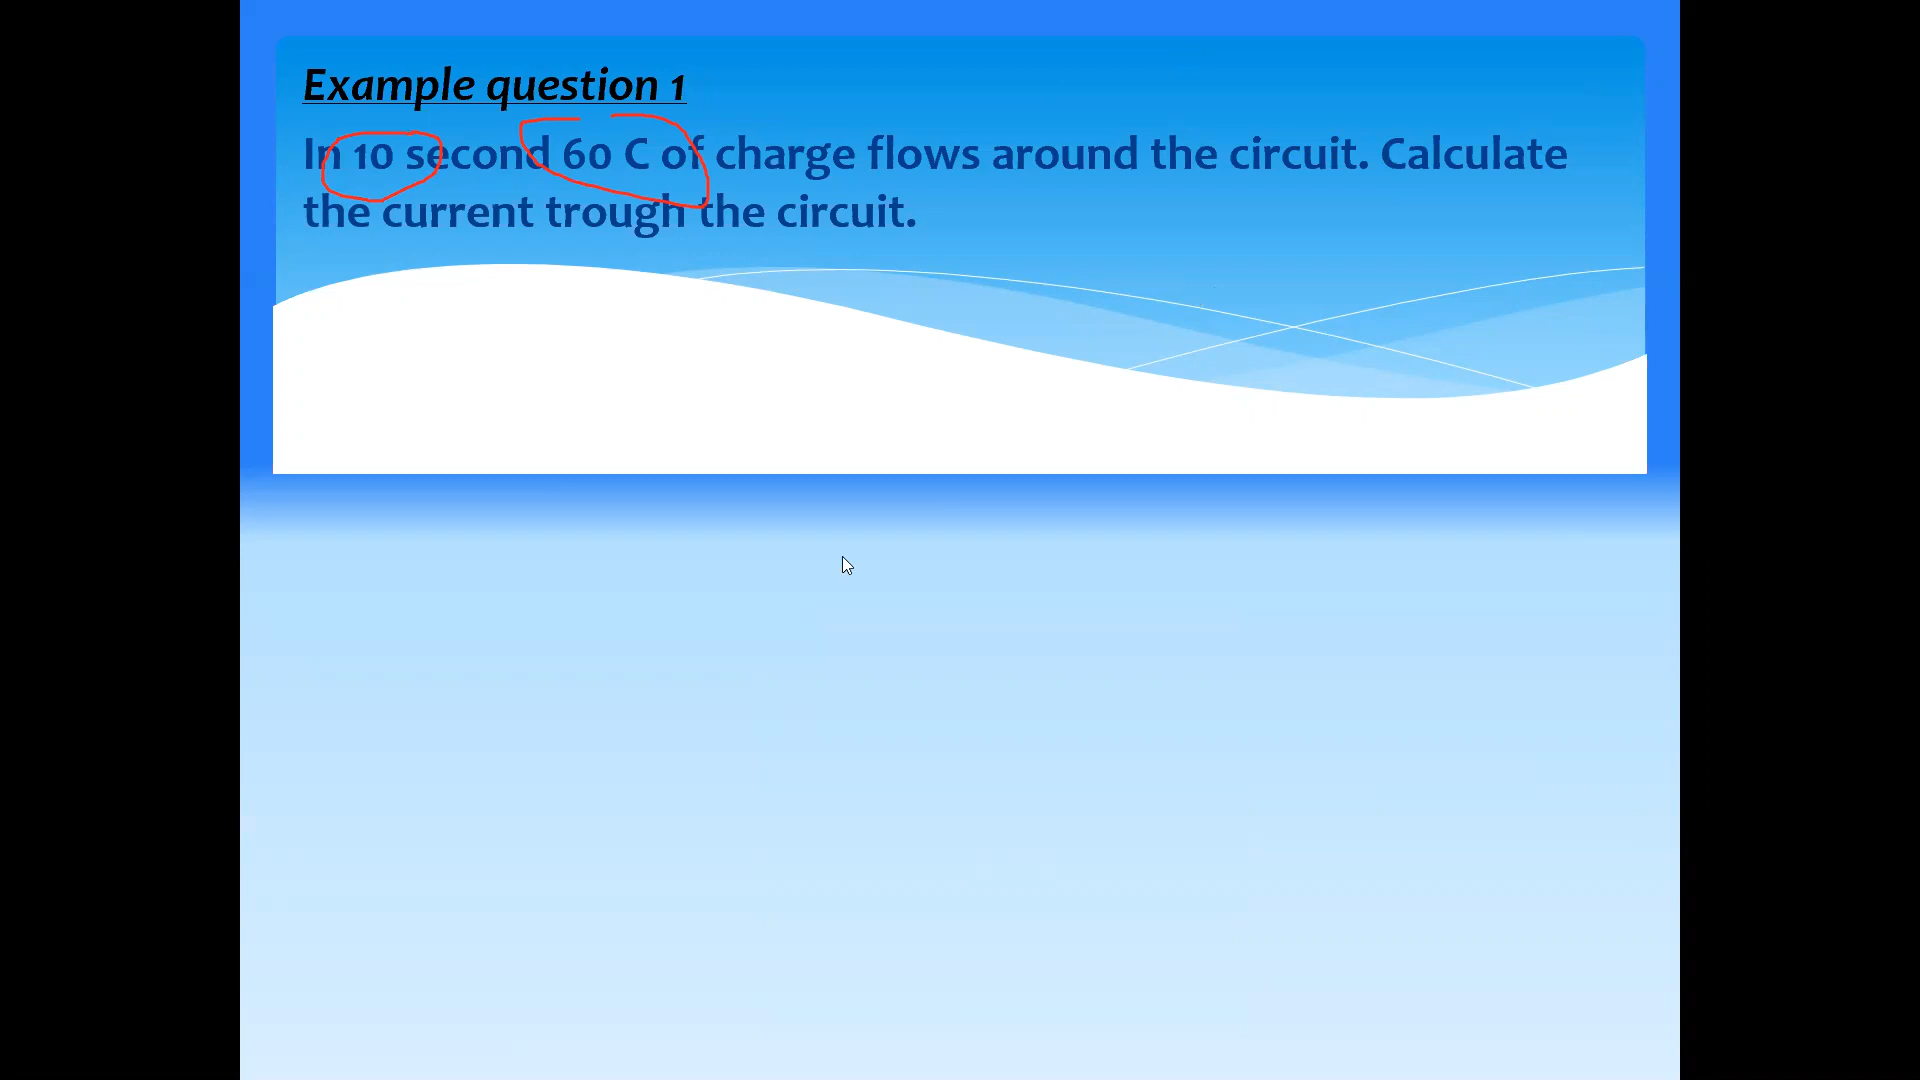 Example question 1
In 10 second 60 C of charge flows around the circuit. Calculate
the current trough the circuit.